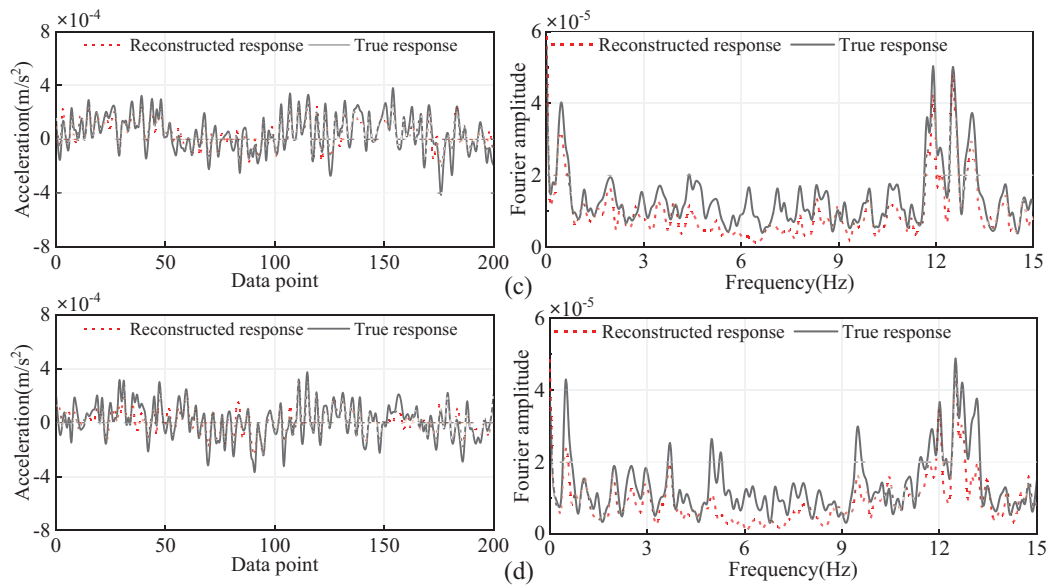 ×10⁻⁴
8
Reconstructed response
True response
4
0
-4
-8
Acceleration(m/s²)
0
50
100
150
200
Data point
×10⁻⁵
6
Reconstructed response
True response
4
2
0
Fourier amplitude
0
3
6
9
12
15
Frequency(Hz)
(c)
×10⁻⁴
8
Reconstructed response
True response
4
0
-4
-8
Acceleration(m/s²)
0
50
100
150
200
Data point
×10⁻⁵
6
Reconstructed response
True response
4
2
0
Fourier amplitude
0
3
6
9
12
15
Frequency(Hz)
(d)